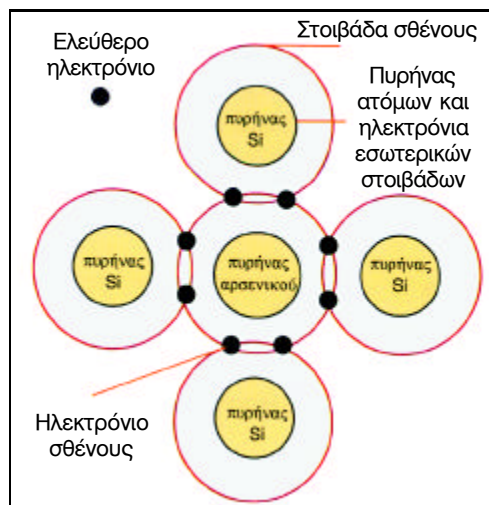 Ελεύθερο
ηλεκτρόνιο
Στοιβάδα σθένους
Πυρήνας
ατόμων και
ηλεκτρόνια
εσωτερικών
στοιβάδων
πυρήνας
Si
πυρήνας
Si
πυρήνας
αρσενικού
πυρήνας
Si
Ηλεκτρόνιο
σθένους
πυρήνας
Si